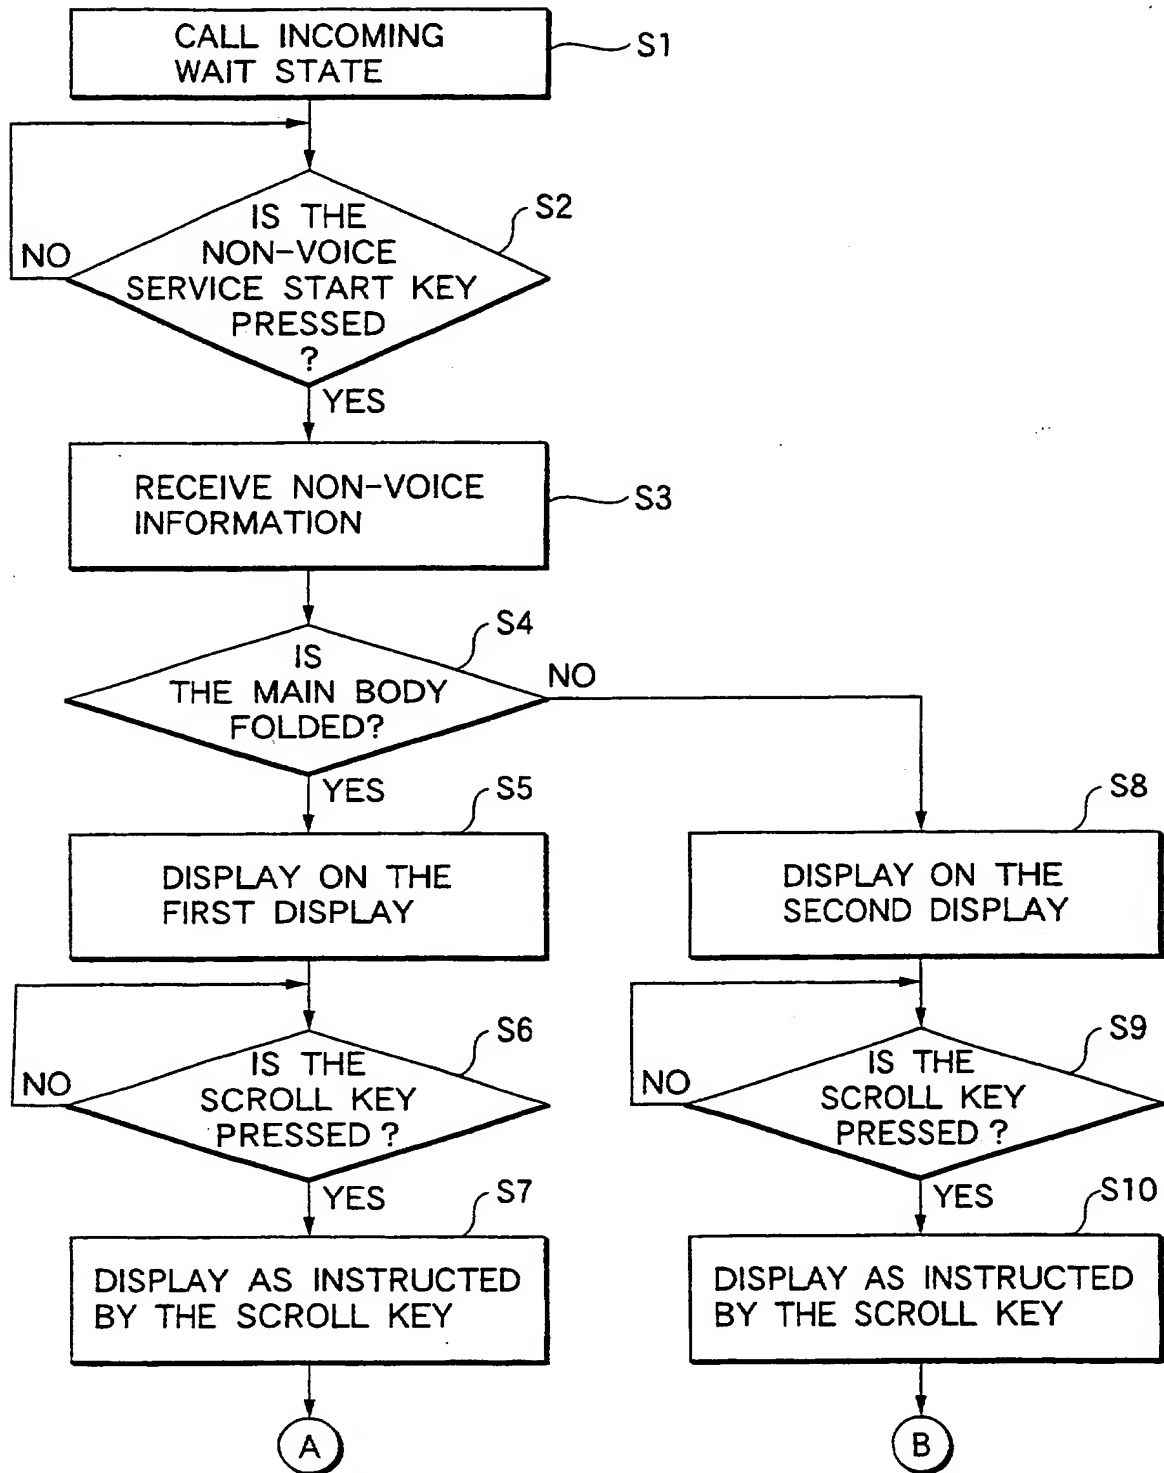 CALL INCOMING
WAIT STATE
S1
S2
IS THE
NON-VOICE
SERVICE START KEY
PRESSED
?
NO
YES
RECEIVE NON-VOICE
INFORMATION
S3
S4
IS
THE MAIN BODY
FOLDED?
NO
YES
S5
DISPLAY ON THE
FIRST DISPLAY
S6
IS THE
SCROLL KEY
PRESSED?
NO
YES
S7
DISPLAY AS INSTRUCTED
BY THE SCROLL KEY
A
S8
DISPLAY ON THE
SECOND DISPLAY
S9
IS THE
SCROLL KEY
PRESSED?
NO
YES
S10
DISPLAY AS INSTRUCTED
BY THE SCROLL KEY
B